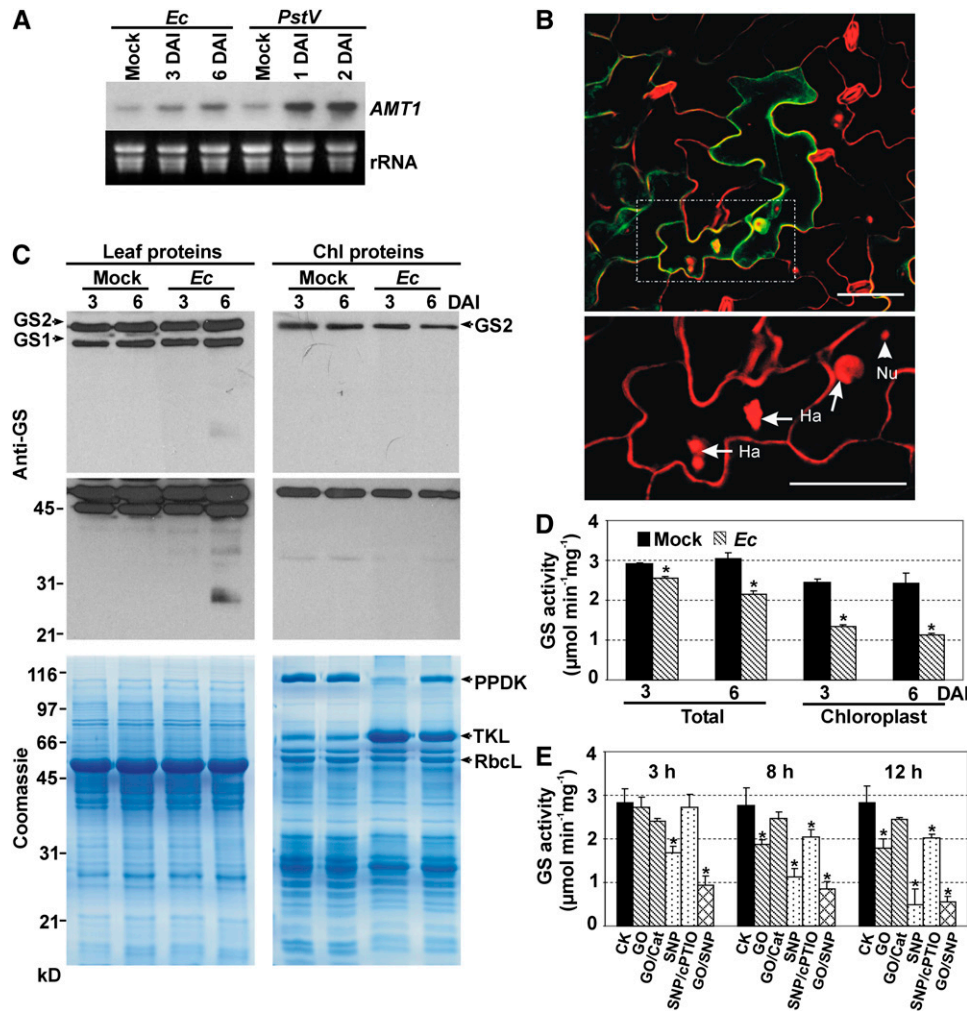 A
Ec PstV
Mock 3 DAI 6 DAI Mock 1 DAI 2 DAI
AMT1
rRNA
B
Nu
Ha
Ha
C
Leaf proteins Chl proteins
Mock Ec Mock Ec
3 6 3 6 3 6 3 6 DAI
GS2 GS2
GS1
Anti-GS
45
31
21
116 PPDK
97
66 TKL
RbcL
45
Coomassie
31
21
kD
D
Mock Ec
GS activity
(µmol min⁻¹mg⁻¹)
4
3
2
1
0
* * * *
3 6 3 6 DAI
Total Chloroplast
E
3 h 8 h 12 h
GS activity
(µmol min⁻¹mg⁻¹)
4
3
2
1
0
* * * * * * * * * *
CK GO GO/Cat SNP SNP/cPTIO GO/SNP CK GO GO/Cat SNP SNP/cPTIO GO/SNP CK GO GO/Cat SNP SNP/cPTIO GO/SNP